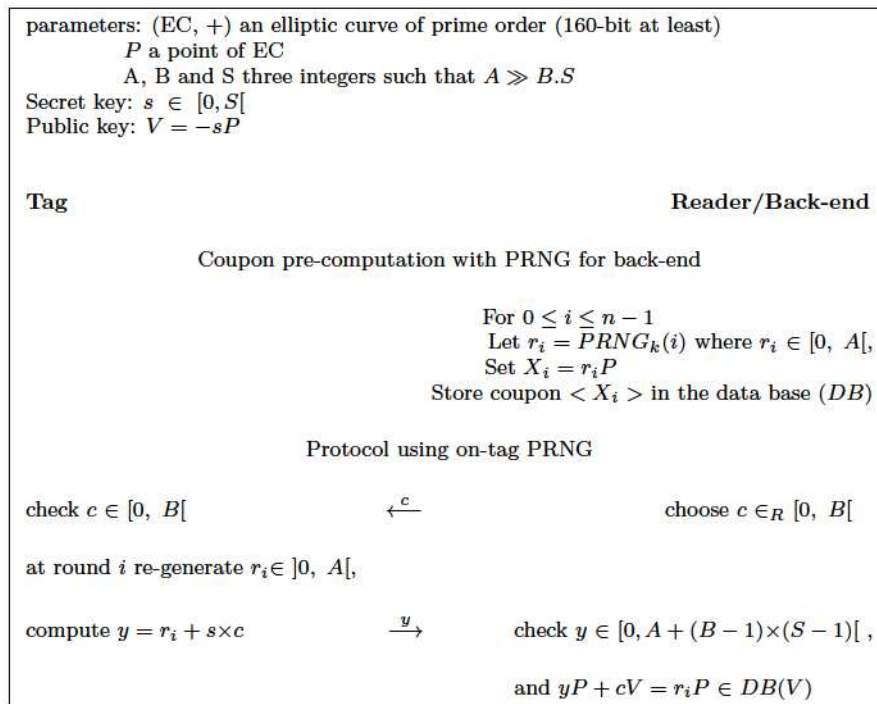 parameters: (EC, +) an elliptic curve of prime order (160-bit at least)
P a point of EC
A, B and S three integers such that A ≫ B.S
Secret key: s ∈ [0, S[
Public key: V = −sP
Tag Reader/Back-end
Coupon pre-computation with PRNG for back-end
For 0 ≤ i ≤ n − 1
Let r_i = PRNG_k(i) where r_i ∈ [0, A[,
Set X_i = r_iP
Store coupon < X_i > in the data base (DB)
Protocol using on-tag PRNG
check c ∈ [0, B[ ←c choose c ∈_R [0, B[
at round i re-generate r_i∈ ]0, A[,
compute y = r_i + s×c →y check y ∈ [0, A + (B − 1)×(S − 1)[ ,
and yP + cV = r_iP ∈ DB(V)